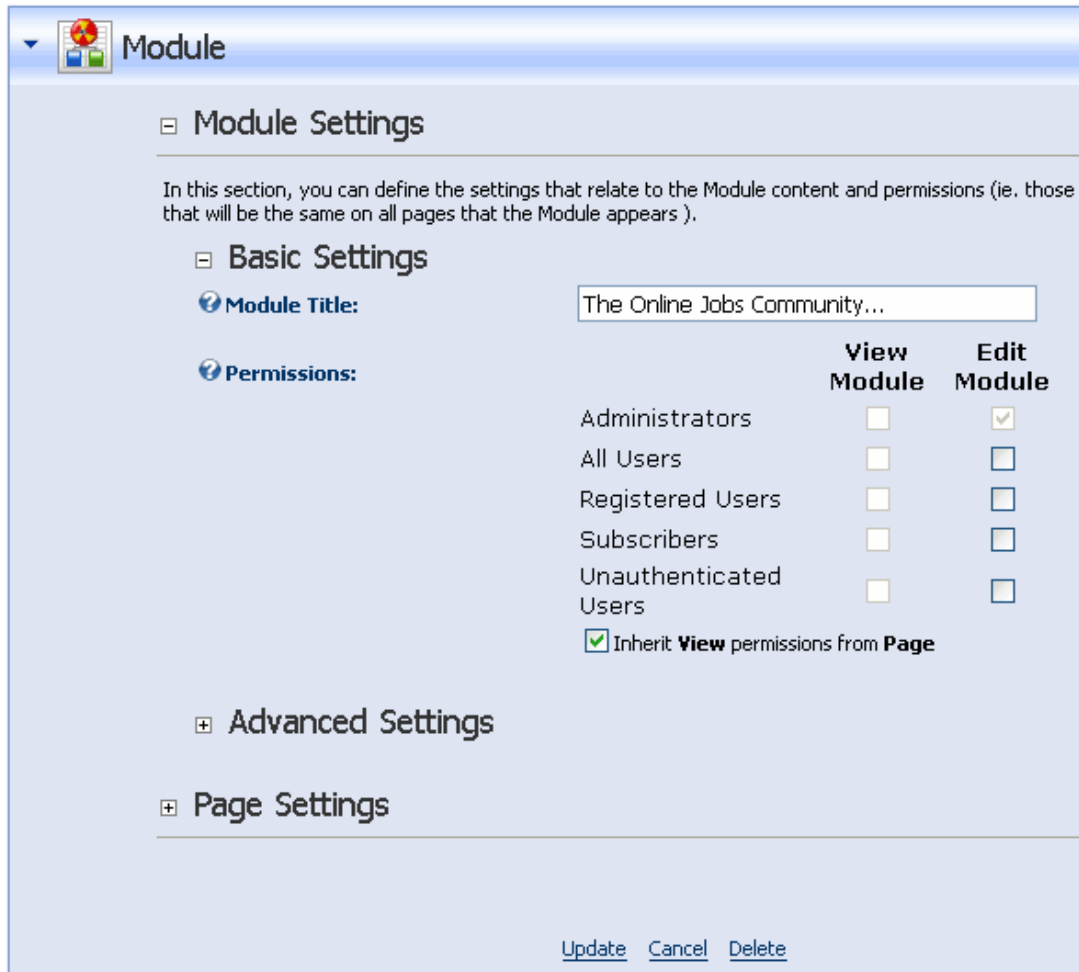 Module
Module Settings
In this section, you can define the settings that relate to the Module content and permissions (ie. those
that will be the same on all pages that the Module appears ).
Basic Settings
Module Title:
The Online Jobs Community...
Permissions:
View Module
Edit Module
Administrators
All Users
Registered Users
Subscribers
Unauthenticated
Users
Inherit View permissions from Page
Advanced Settings
Page Settings
Update Cancel Delete